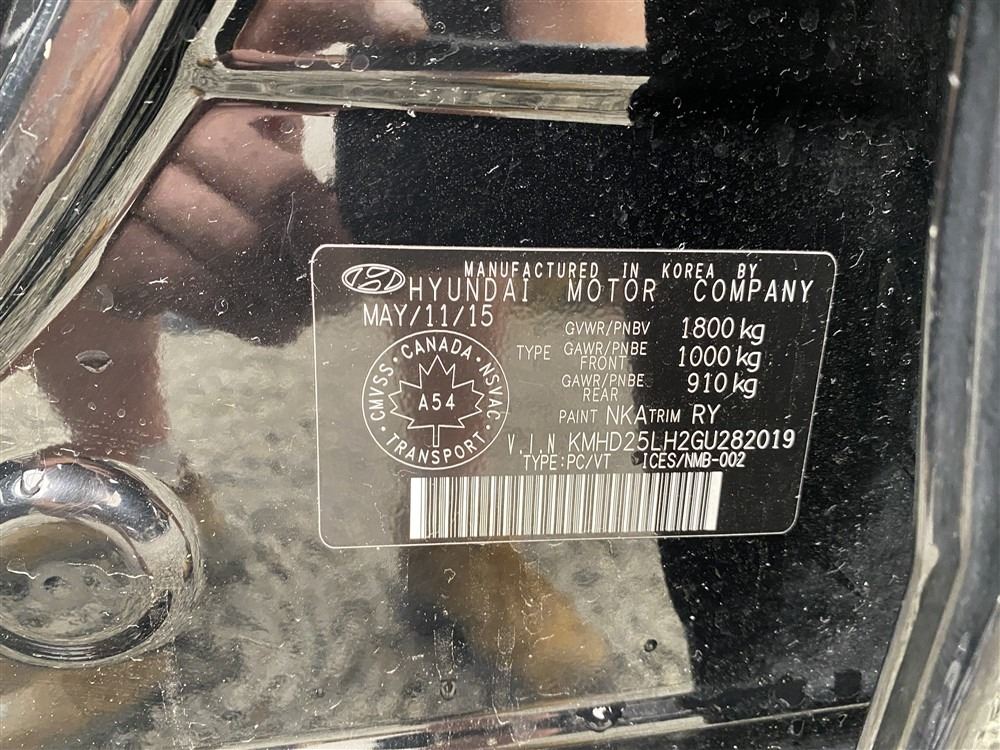 MANUFACTURED IN KOREA BY
HYUNDAI MOTOR COMPANY
MAY/11/15
GVWR/PNBV 1800 kg
TYPE GAWR/PNBE FRONT 1000 kg
GAWR/PNBE REAR 910 kg
PAINT NKA TRIM RY
CANADA · NSVAC · TRANSPORT · CMVSS ·
A54
V.I.N KMHD25LH2GU282019
TYPE:PC/VT ICES/NMB-002